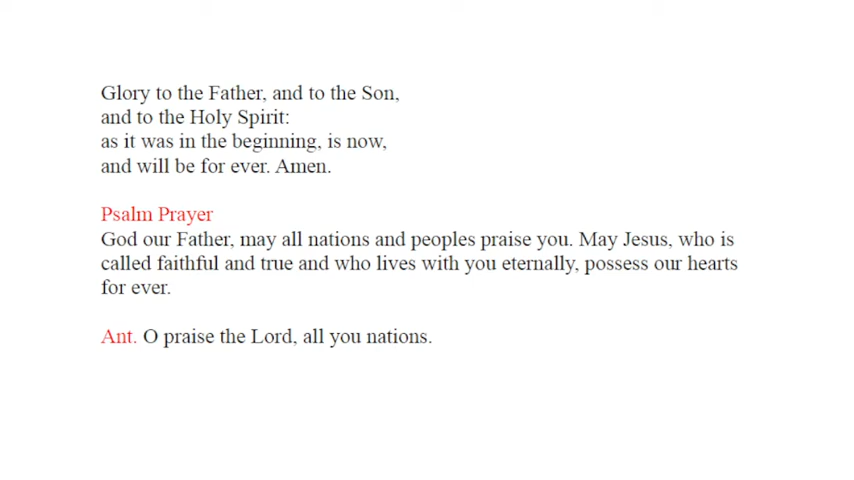 Glory to the Father, and to the Son,
and to the Holy Spirit:
as it was in the beginning, is now,
and will be for ever. Amen.
Psalm Prayer
God our Father, may all nations and peoples praise you. May Jesus, who is
called faithful and true and who lives with you eternally, possess our hearts
for ever.
Ant. O praise the Lord, all you nations.